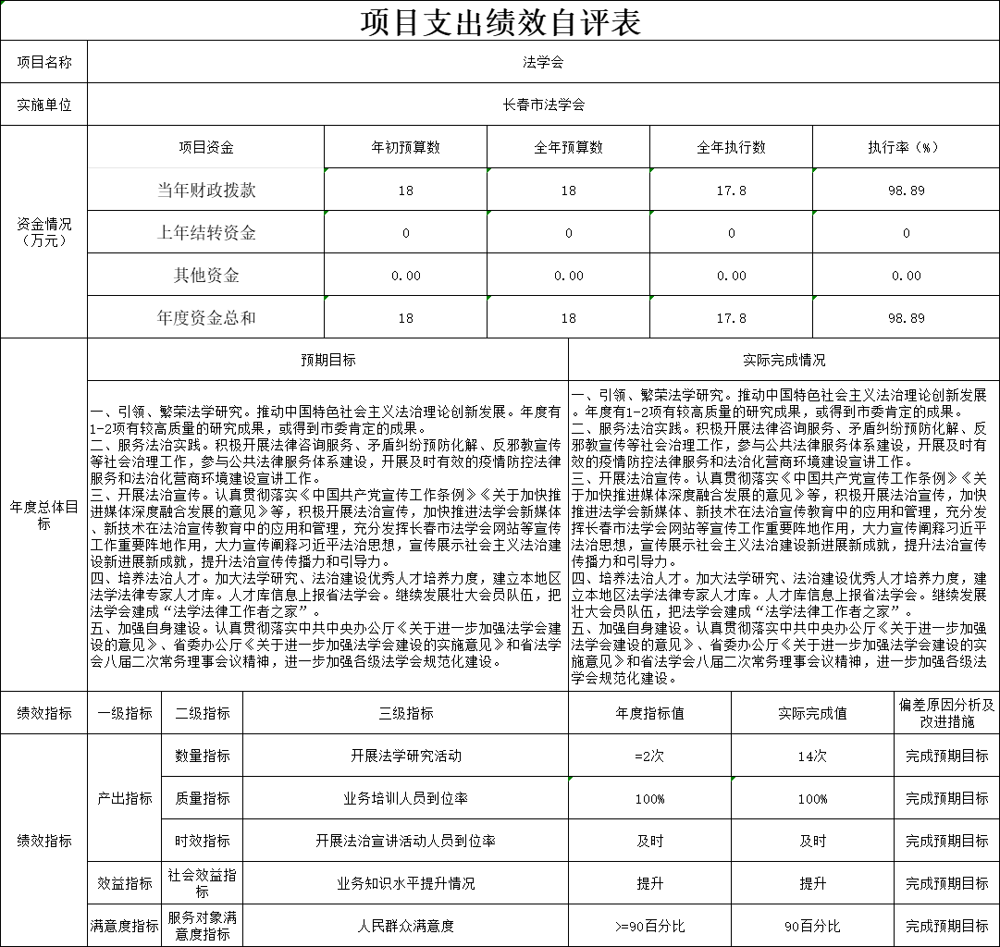 项目支出绩效自评表
项目名称
法学会
实施单位
长春市法学会
资金情况
（万元）
项目资金
年初预算数
全年预算数
全年执行数
执行率（%）
当年财政拨款
18
18
17.8
98.89
上年结转资金
0
0
0
0
其他资金
0.00
0.00
0.00
0.00
年度资金总和
18
18
17.8
98.89
年度总体目
标
预期目标
实际完成情况
一、引领、繁荣法学研究。推动中国特色社会主义法治理论创新发展。年度有
1-2项有较高质量的研究成果，或得到市委肯定的成果。
二、服务法治实践。积极开展法律咨询服务、矛盾纠纷预防化解、反邪教宣传
等社会治理工作，参与公共法律服务体系建设，开展及时有效的疫情防控法律
服务和法治化营商环境建设宣讲工作。
三、开展法治宣传。认真贯彻落实《中国共产党宣传工作条例》《关于加快推
进媒体深度融合发展的意见》等，积极开展法治宣传，加快推进法学会新媒体
、新技术在法治宣传教育中的应用和管理，充分发挥长春市法学会网站等宣传
工作重要阵地作用，大力宣传阐释习近平法治思想，宣传展示社会主义法治建
设新进展新成就，提升法治宣传传播力和引导力。
四、培养法治人才。加大法学研究、法治建设优秀人才培养力度，建立本地区
法学法律专家人才库。人才库信息上报省法学会。继续发展壮大会员队伍，把
法学会建成“法学法律工作者之家”。
五、加强自身建设。认真贯彻落实中共中央办公厅《关于进一步加强法学会建
设的意见》、省委办公厅《关于进一步加强法学会建设的实施意见》和省法学
会八届二次常务理事会议精神，进一步加强各级法学会规范化建设。
一、引领、繁荣法学研究。推动中国特色社会主义法治理论创新发展
。年度有1-2项有较高质量的研究成果，或得到市委肯定的成果。
二、服务法治实践。积极开展法律咨询服务、矛盾纠纷预防化解、反
邪教宣传等社会治理工作，参与公共法律服务体系建设，开展及时有
效的疫情防控法律服务和法治化营商环境建设宣讲工作。
三、开展法治宣传。认真贯彻落实《中国共产党宣传工作条例》《关
于加快推进媒体深度融合发展的意见》等，积极开展法治宣传，加快
推进法学会新媒体、新技术在法治宣传教育中的应用和管理，充分发
挥长春市法学会网站等宣传工作重要阵地作用，大力宣传阐释习近平
法治思想，宣传展示社会主义法治建设新进展新成就，提升法治宣传
传播力和引导力。
四、培养法治人才。加大法学研究、法治建设优秀人才培养力度，建
立本地区法学法律专家人才库。人才库信息上报省法学会。继续发展
壮大会员队伍，把法学会建成“法学法律工作者之家”。
五、加强自身建设。认真贯彻落实中共中央办公厅《关于进一步加强
法学会建设的意见》、省委办公厅《关于进一步加强法学会建设的实
施意见》和省法学会八届二次常务理事会议精神，进一步加强各级法
学会规范化建设。
绩效指标
一级指标
二级指标
三级指标
年度指标值
实际完成值
偏差原因分析及
改进措施
绩效指标
产出指标
数量指标
开展法学研究活动
=2次
14次
完成预期目标
质量指标
业务培训人员到位率
100%
100%
完成预期目标
时效指标
开展法治宣讲活动人员到位率
及时
及时
完成预期目标
效益指标
社会效益指
标
业务知识水平提升情况
提升
提升
完成预期目标
满意度指标
服务对象满
意度指标
人民群众满意度
>=90百分比
90百分比
完成预期目标